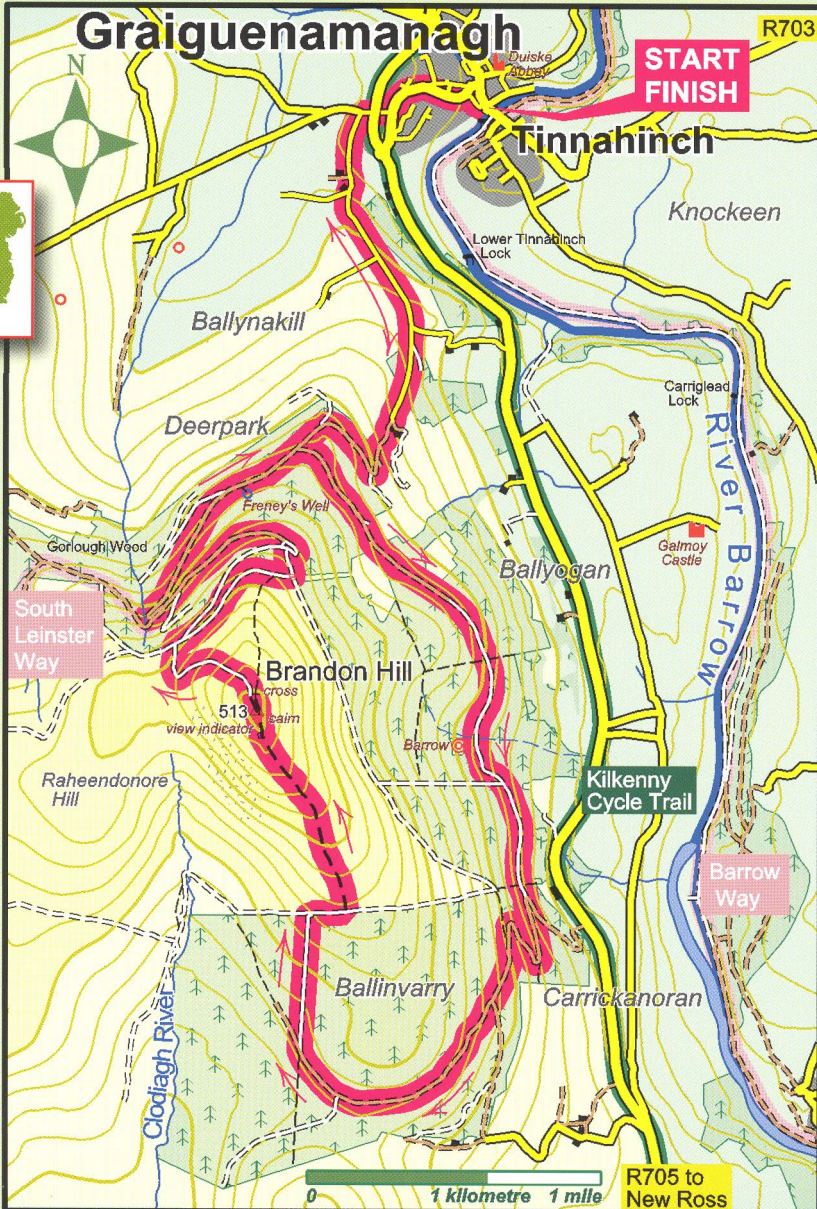 Graiguenamanagh
R703
N
Duiske
Abbey
START
FINISH
Tinnahinch
Knockeen
Lower Tinnahinch
Lock
Ballynakill
Carriglead
Lock
Deerpark
River Barrow
Freney's Well
Gorlough Wood
Galmoy
Castle
Ballyogan
South
Leinster
Way
Brandon Hill
cross
513
cairn
view indicator
Barrow
Raheendonore
Hill
Kilkenny
Cycle Trail
Barrow
Way
Ballinvarry
Carrickanoran
Clodiagh River
0
1 kilometre
1 mile
R705 to
New Ross